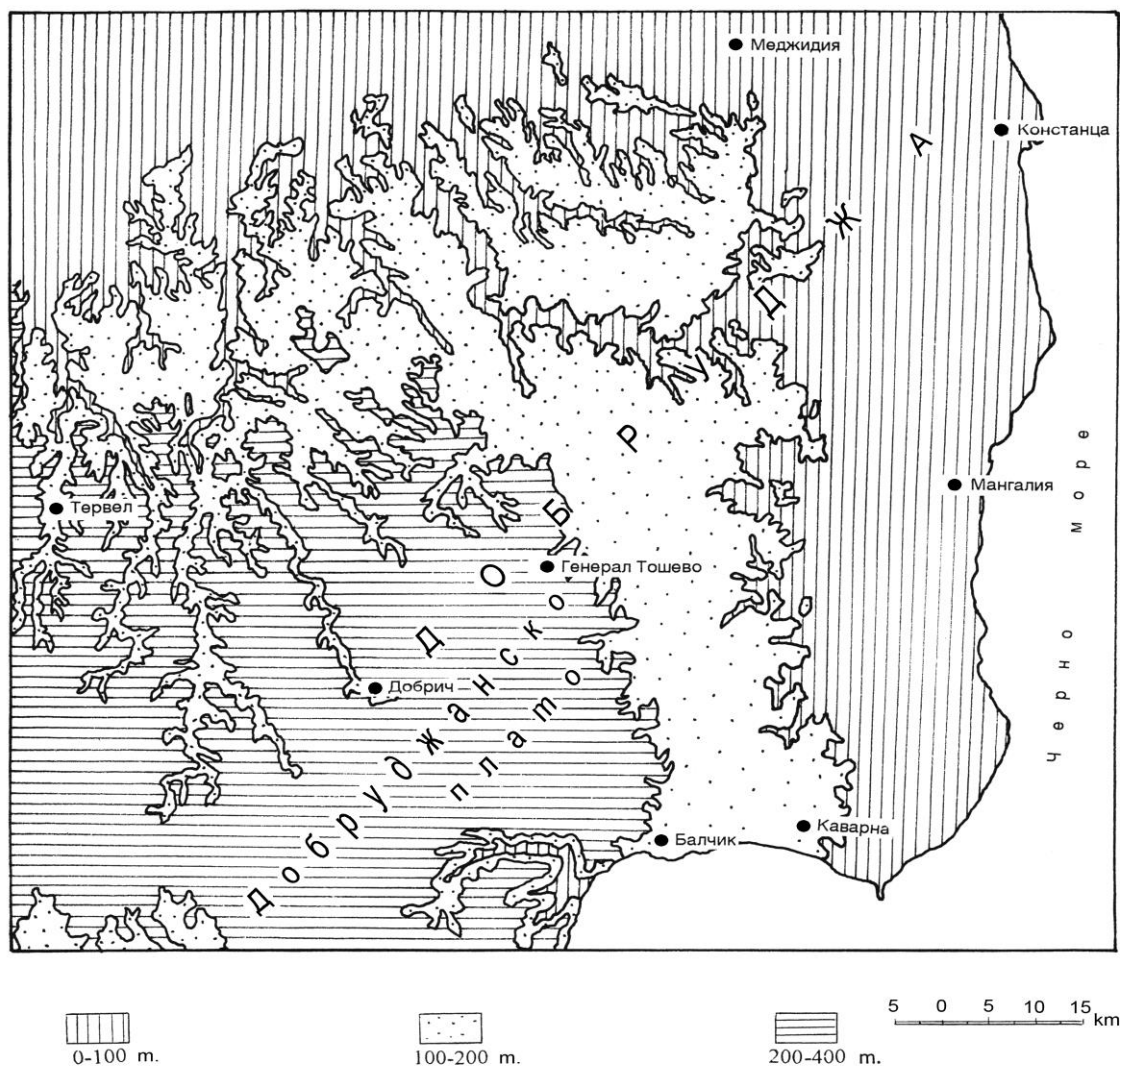 Меджидия
Констанца
ДОБРУДЖА
Мангалия
Черно море
Тервел
Генерал Тошево
Добрич
Добруджанско
плато
Каварна
Балчик
5 0 5 10 15 km
0-100 m.
100-200 m.
200-400 m.